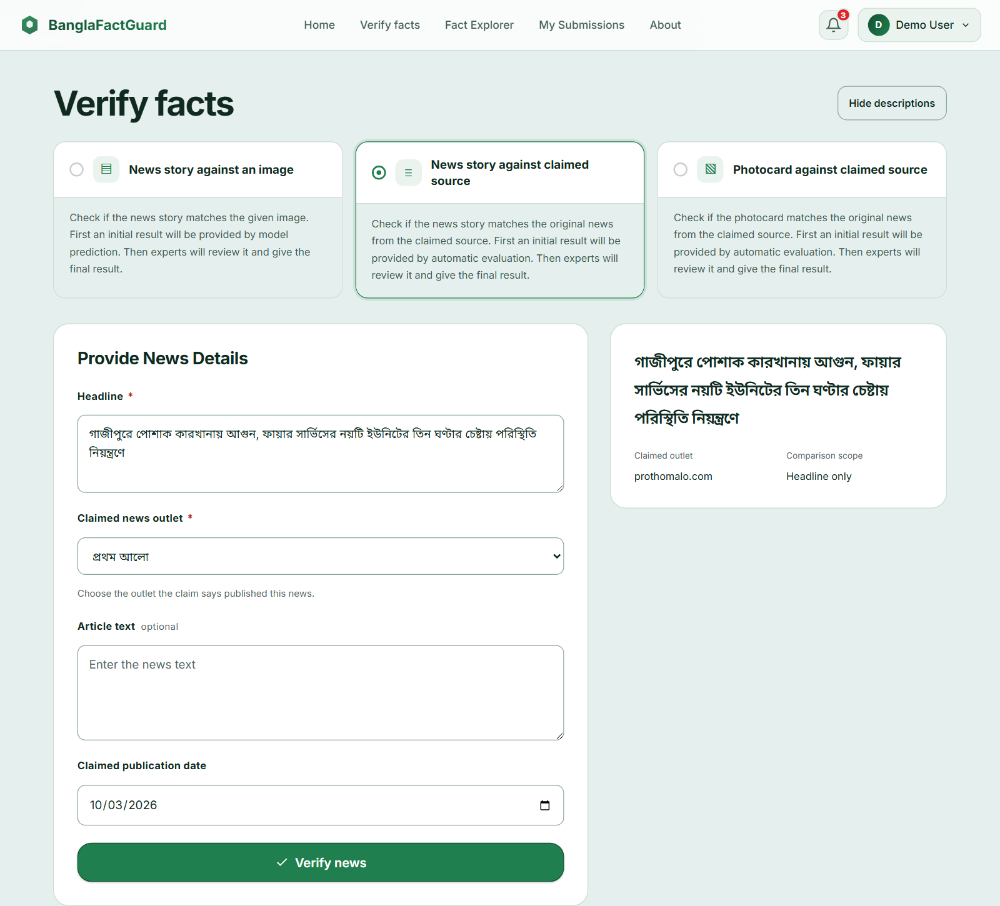 BanglaFactGuard
Home
Verify facts
Fact Explorer
My Submissions
About
3
D
Demo User
Verify facts
Hide descriptions
News story against an image
Check if the news story matches the given image.
First an initial result will be provided by model
prediction. Then experts will review it and give the
final result.
News story against claimed
source
Check if the news story matches the original news
from the claimed source. First an initial result will be
provided by automatic evaluation. Then experts will
review it and give the final result.
Photocard against claimed source
Check if the photocard matches the original news
from the claimed source. First an initial result will be
provided by automatic evaluation. Then experts will
review it and give the final result.
Provide News Details
Headline *
গাজীপুরে পোশাক কারখানায় আগুন, ফায়ার সার্ভিসের নয়টি ইউনিটের তিন ঘণ্টার চেষ্টায় পরিস্থিতি
নিয়ন্ত্রণে
Claimed news outlet *
প্রথম আলো
Choose the outlet the claim says published this news.
Article text optional
Enter the news text
Claimed publication date
10/03/2026
Verify news
গাজীপুরে পোশাক কারখানায় আগুন, ফায়ার
সার্ভিসের নয়টি ইউনিটের তিন ঘণ্টার চেষ্টায়
পরিস্থিতি নিয়ন্ত্রণে
Claimed outlet
prothomalo.com
Comparison scope
Headline only